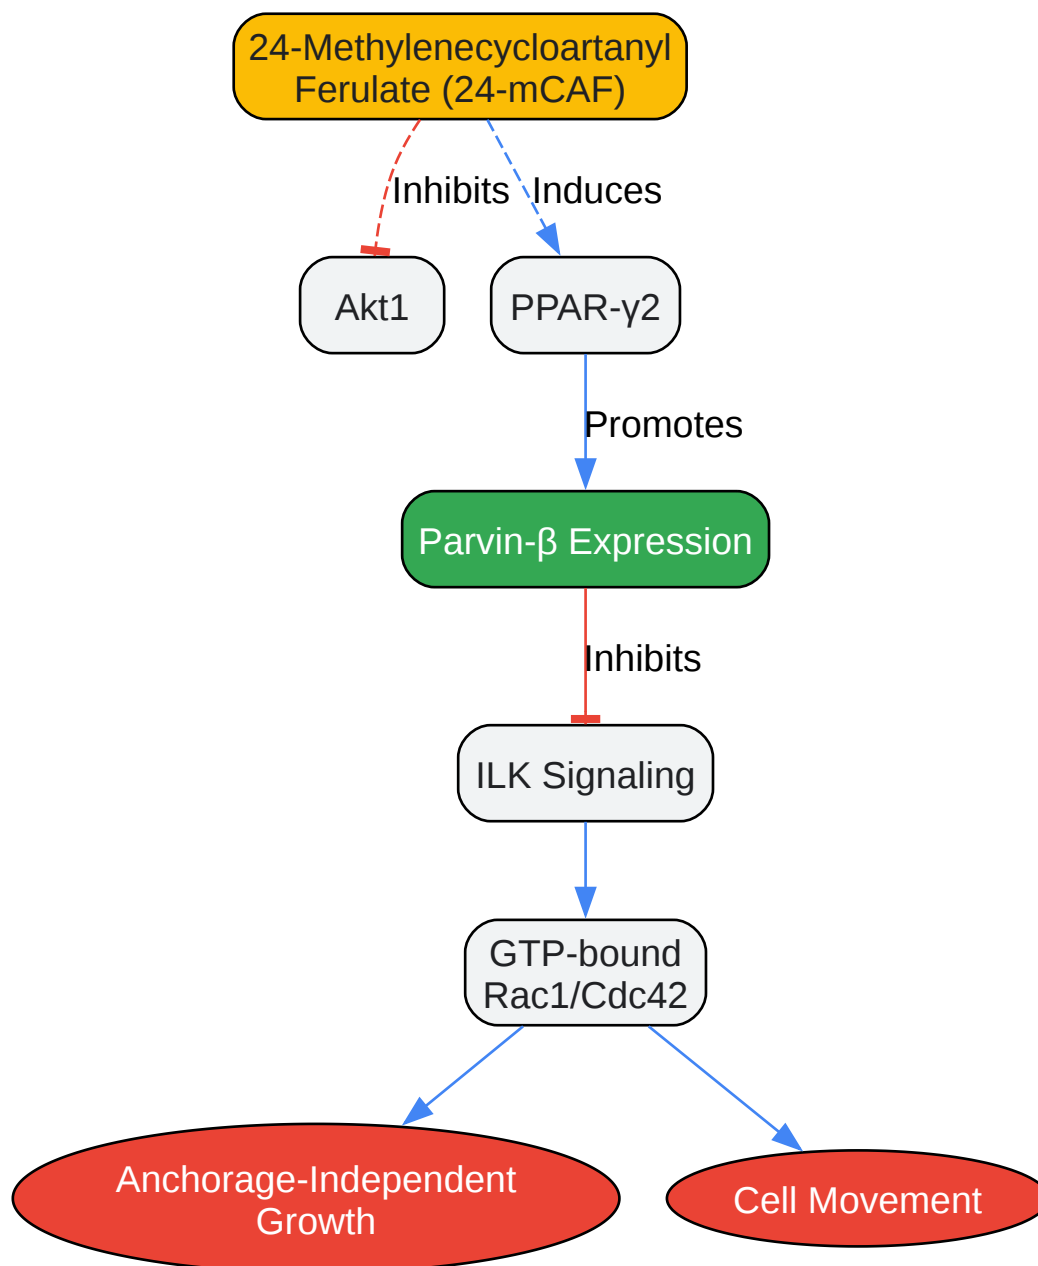 24-Methylenecycloartanyl
Ferulate (24-mCAF)
Inhibits
Induces
Akt1
PPAR-γ2
Promotes
Parvin-β Expression
Inhibits
ILK Signaling
GTP-bound
Rac1/Cdc42
Anchorage-Independent
Growth
Cell Movement